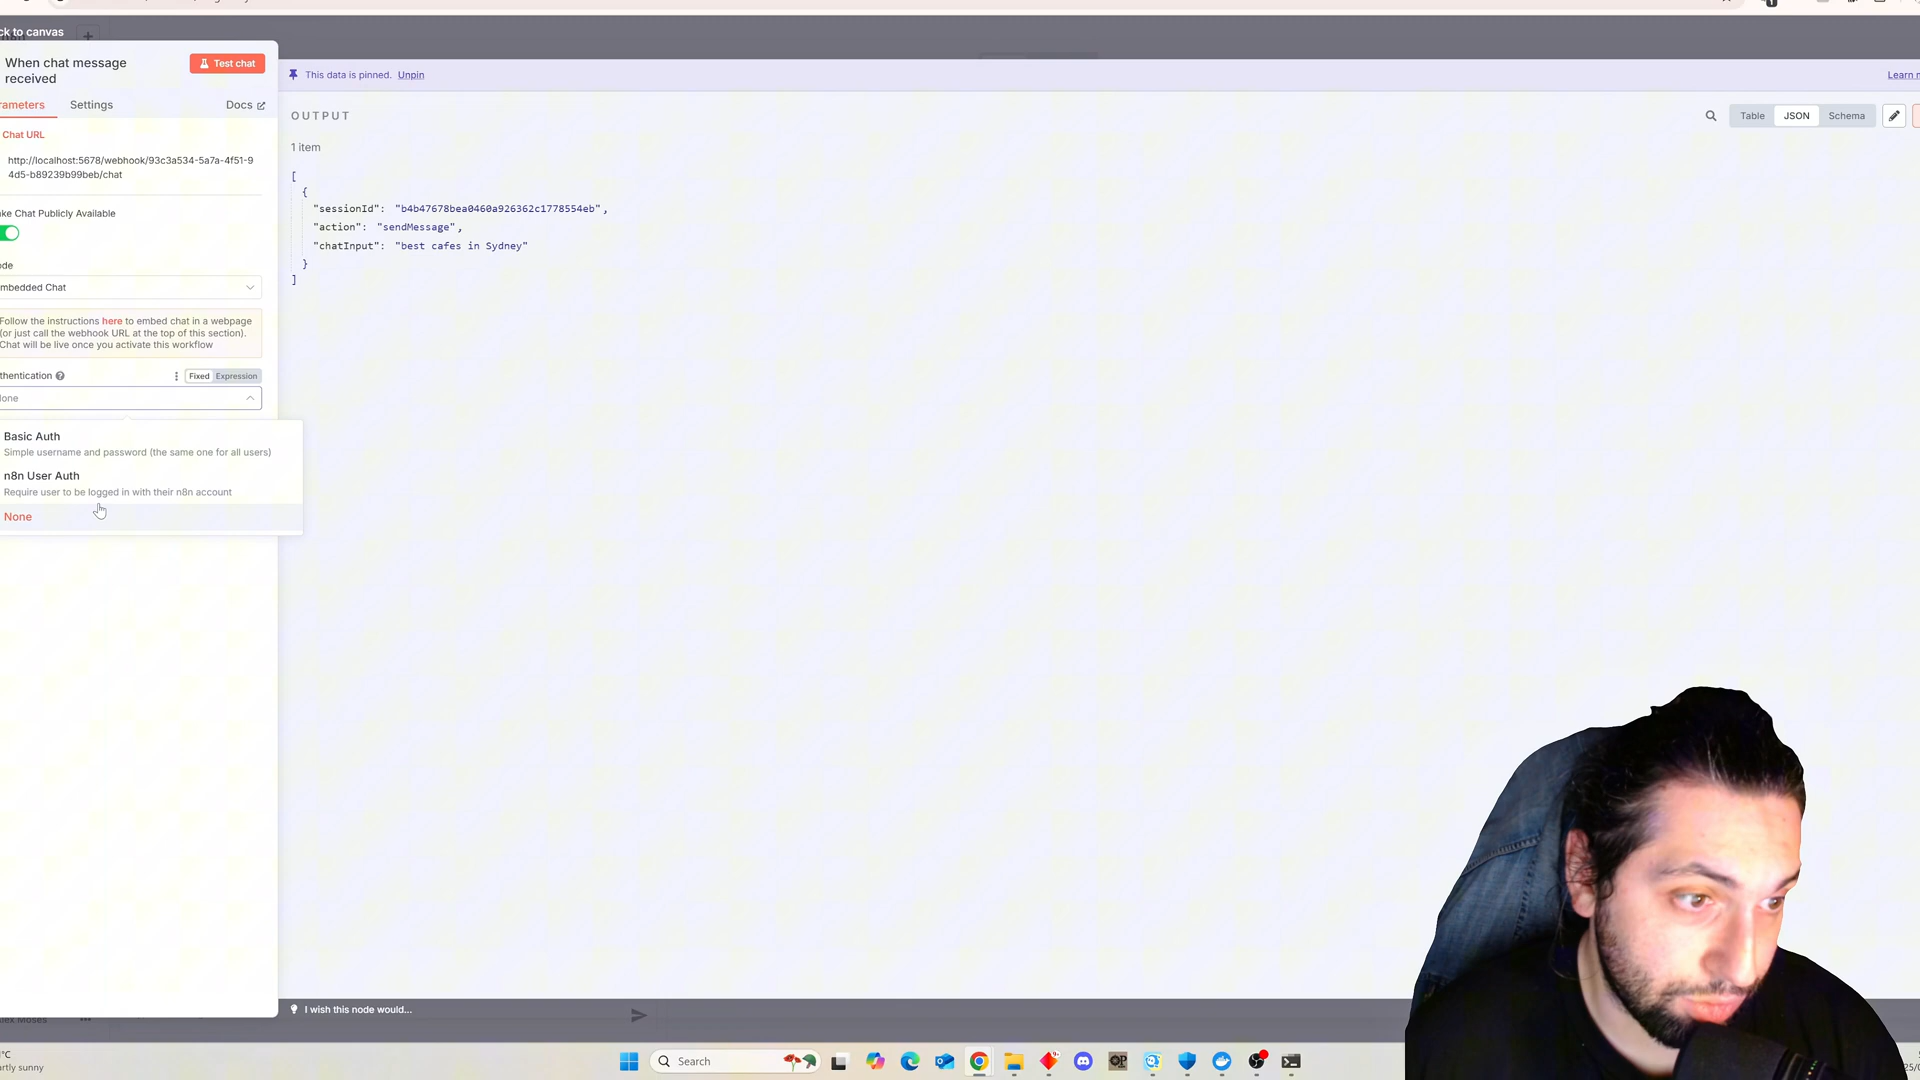 ck to canvas
When chat message
received
Test chat
rameters
Settings
Docs
Chat URL
http://localhost:5678/webhook/93c3a534-5a7a-4f51-9
4d5-b89239b99beb/chat
ke Chat Publicly Available
ode
mbedded Chat
Follow the instructions here to embed chat in a webpage
(or just call the webhook URL at the top of this section).
Chat will be live once you activate this workflow
thentication
Fixed Expression
one
Basic Auth
Simple username and password (the same one for all users)
n8n User Auth
Require user to be logged in with their n8n account
None
This data is pinned. Unpin
Learn m
OUTPUT
Table JSON Schema
1 item
[
{
"sessionId": "b4b47678bea0460a926362c1778554eb",
"action": "sendMessage",
"chatInput": "best cafes in Sydney"
}
]
I wish this node would...
°C
artly sunny
Search